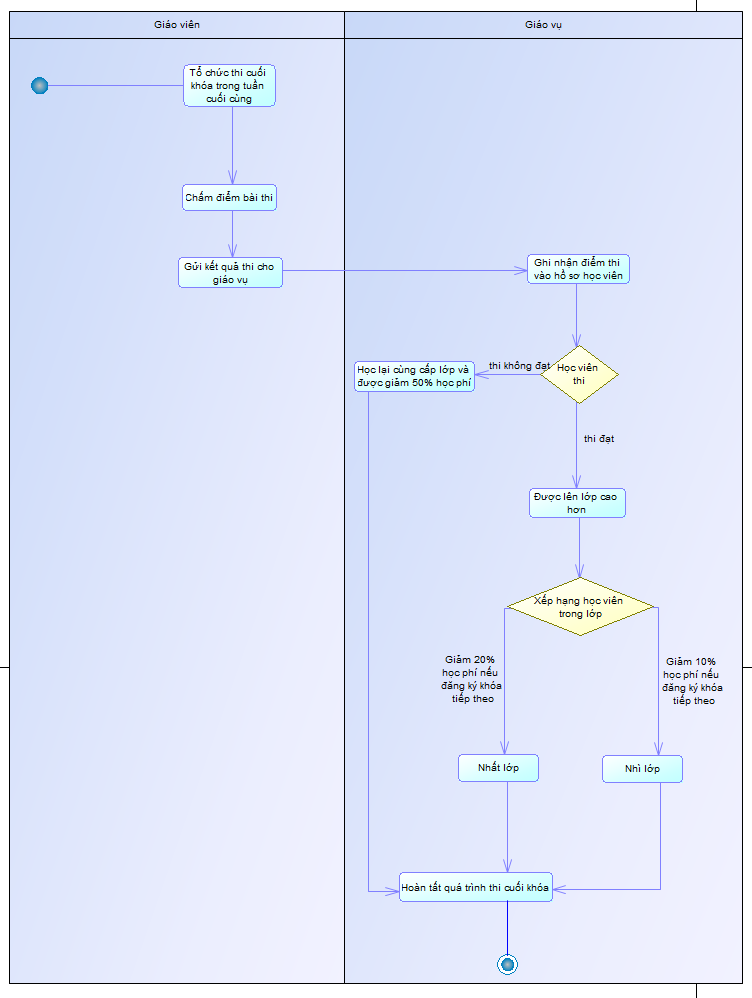 Giáo viên
Giáo vụ
Tổ chức thi cuối
khóa trong tuần
cuối cùng
Chấm điểm bài thi
Gửi kết quả thi cho
giáo vụ
Ghi nhận điểm thi
vào hồ sơ học viên
thi không đạt
Học viên
thi
Học lại cùng cấp lớp và
được giảm 50% học phí
thi đạt
Được lên lớp cao
hơn
Xếp hạng học viên
trong lớp
Giảm 20%
học phí nếu
đăng ký khóa
tiếp theo
Giảm 10%
học phí nếu
đăng ký khóa
tiếp theo
Nhất lớp
Nhì lớp
Hoàn tất quá trình thi cuối khóa